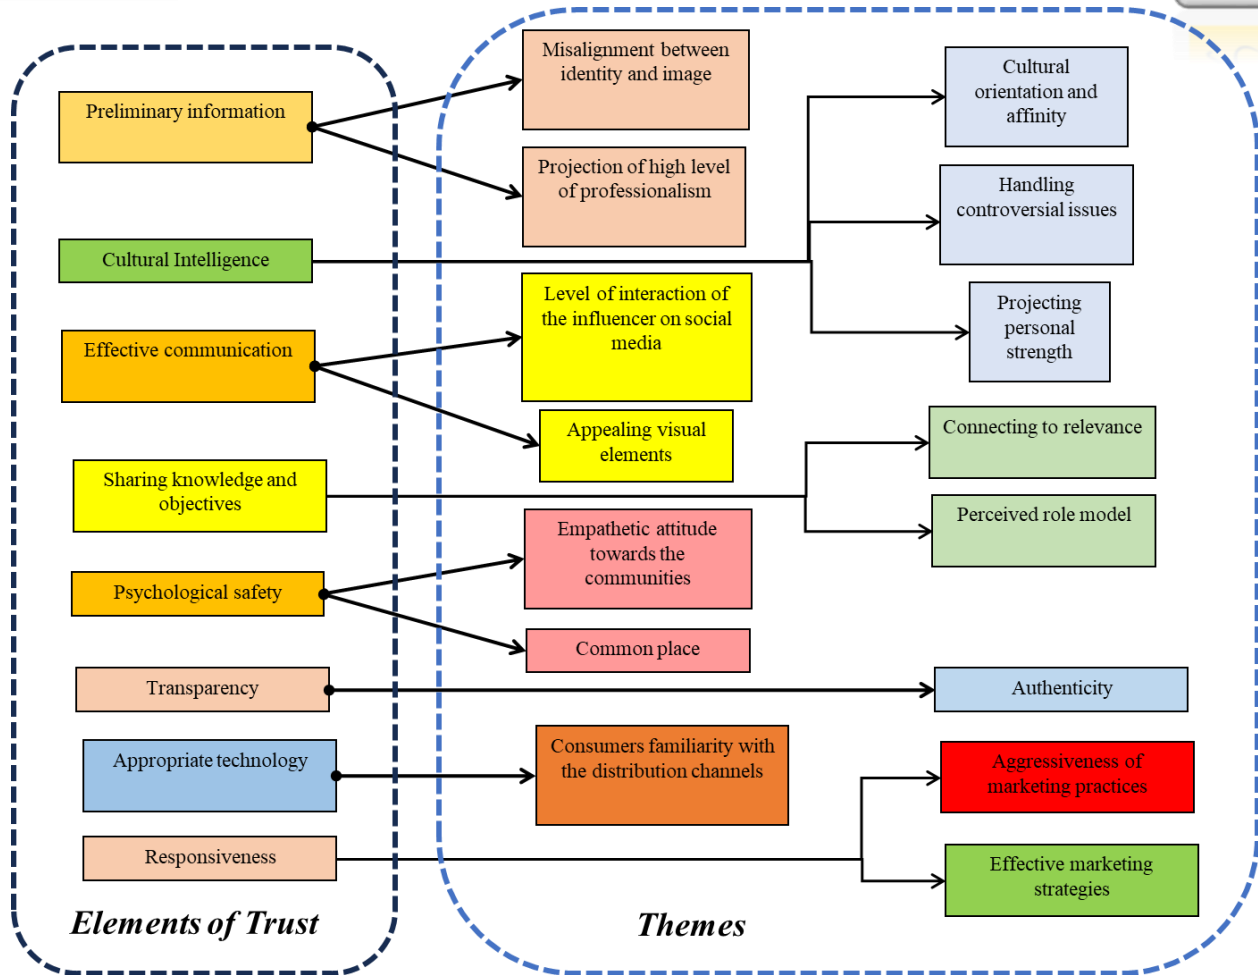 Preliminary information
Cultural Intelligence
Effective communication
Sharing knowledge and
objectives
Psychological safety
Transparency
Appropriate technology
Responsiveness
Elements of Trust
Misalignment between
identity and image
Projection of high level
of professionalism
Level of interaction of
the influencer on social
media
Appealing visual
elements
Empathetic attitude
towards the
communities
Common place
Consumers familiarity with
the distribution channels
Themes
Cultural
orientation and
affinity
Handling
controversial issues
Projecting
personal
strength
Connecting to relevance
Perceived role model
Authenticity
Aggressiveness of
marketing practices
Effective marketing
strategies